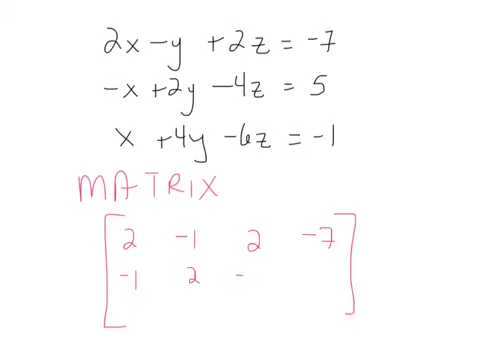 2x -y +2z = -7
-x +2y -4z = 5
x +4y -6z = -1
MATRIX
2 -1 2 -7
-1 2 -